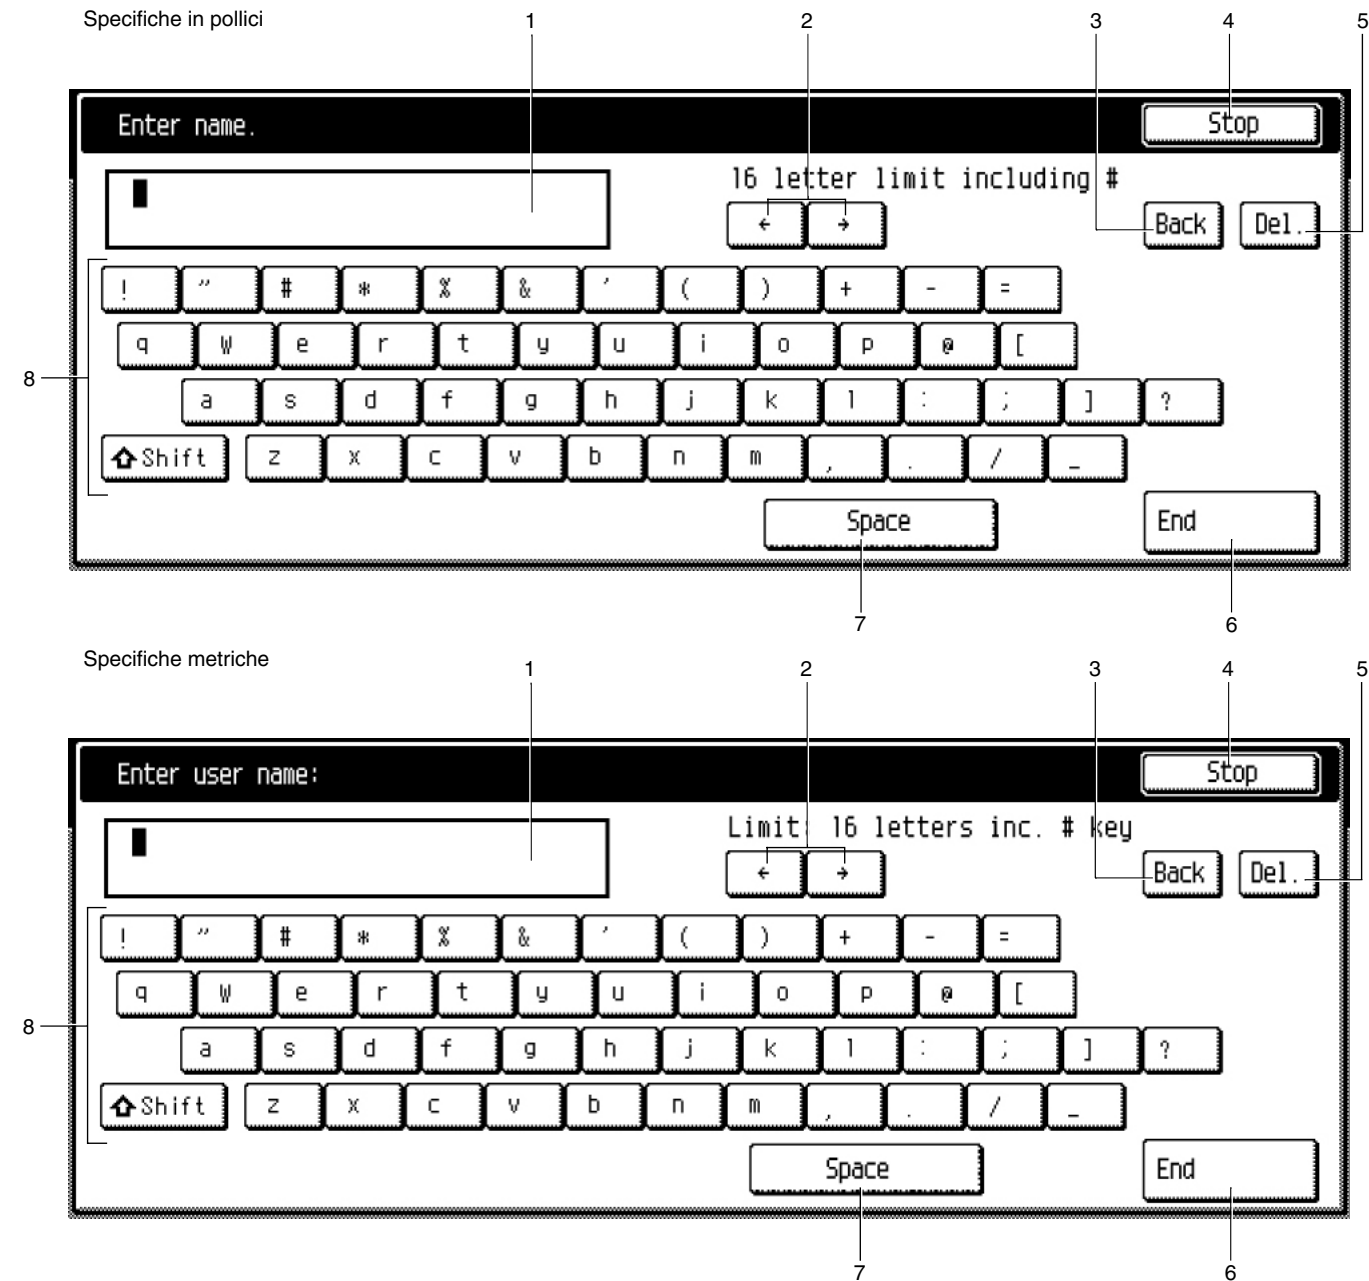 Specifiche in pollici 1 2 3 4 5
Enter name. Stop
16 letter limit including #
← → Back Del.
! " # * % & ' ( ) + - =
q w e r t y u i o p @ [
8
a s d f g h j k l : ; ] ?
Shift z x c v b n m , . / _
Space End
7 6
Specifiche metriche 1 2 3 4 5
Enter user name: Stop
Limit: 16 letters inc. # key
← → Back Del.
! " # * % & ' ( ) + - =
q w e r t y u i o p @ [
8
a s d f g h j k l : ; ] ?
Shift z x c v b n m , . / _
Space End
7 6